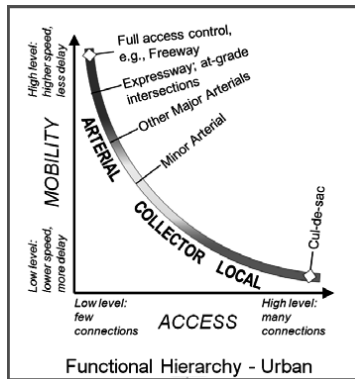 High level:
higher speed,
less delay
MOBILITY
Low level:
lower speed,
more delay
Full access control,
e.g., Freeway
Expressway; at-grade
intersections
Other Major Arterials
Minor Arterial
Cul-de-sac
ARTERIAL
COLLECTOR
LOCAL
Low level:
few
connections
ACCESS
High level:
many
connections
Functional Hierarchy - Urban